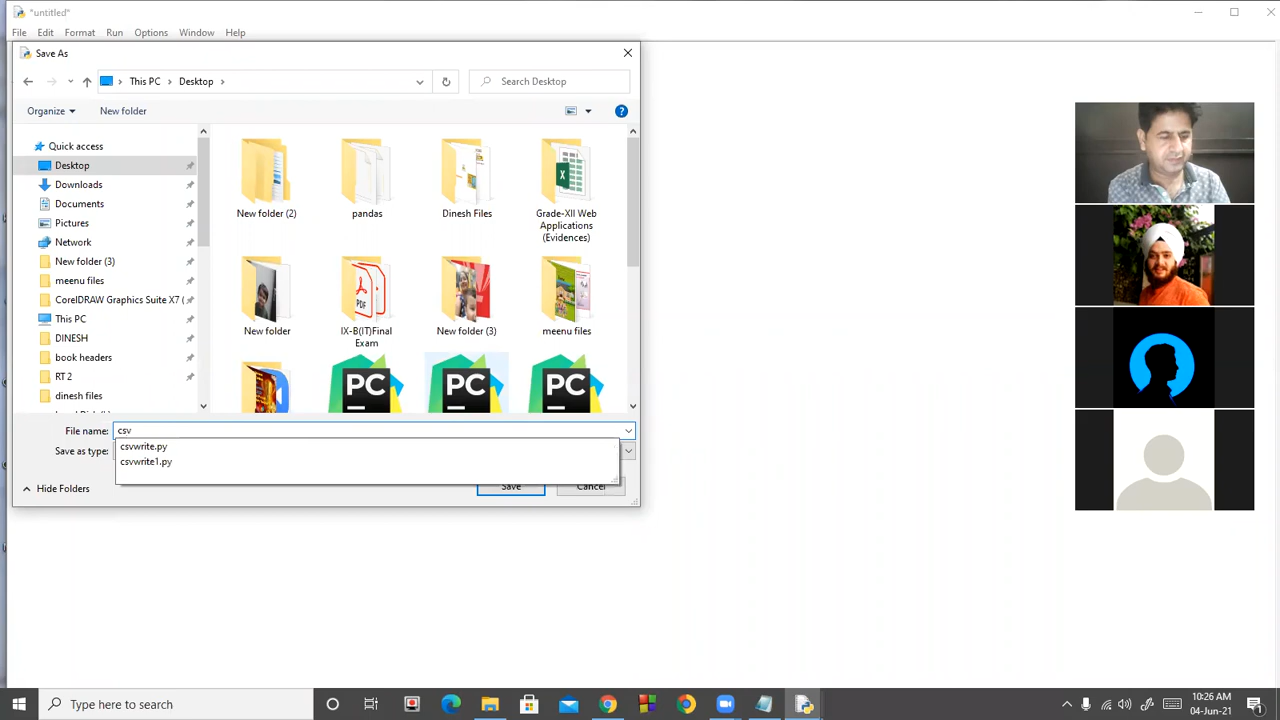 *untitled*
File Edit Format Run Options Window Help
Save As
This PC Desktop
Search Desktop
Organize New folder
Quick access
Desktop
Downloads
Documents
Pictures
Network
New folder (3)
meenu files
CorelDRAW Graphics Suite X7 (
This PC
DINESH
book headers
RT 2
dinesh files
New folder (2)
pandas
Dinesh Files
Grade-XII Web
Applications
(Evidences)
X
New folder
PDF
IX-B(IT)Final
Exam
New folder (3)
meenu files
PC
PC
PC
File name: csv
csvwrite.py
csvwrite1.py
Save as type:
Hide Folders
Save Cancel
Type here to search
10:26 AM
04-Jun-21
1